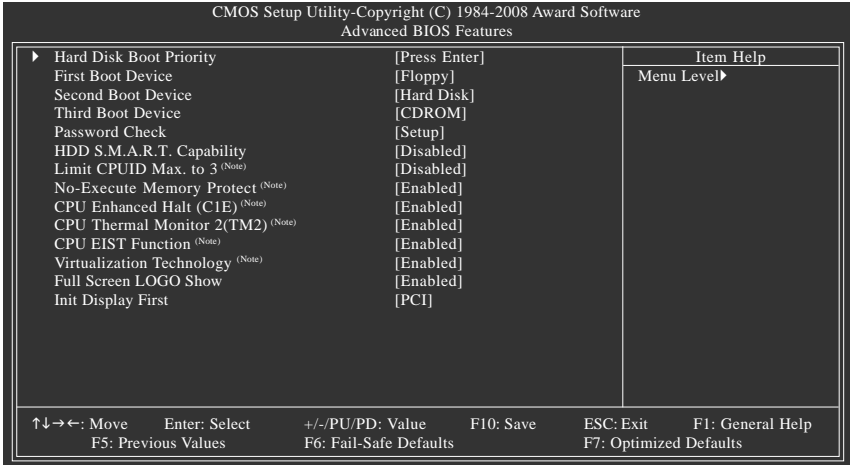 CMOS Setup Utility-Copyright (C) 1984-2008 Award Software
Advanced BIOS Features
Hard Disk Boot Priority [Press Enter]
First Boot Device [Floppy]
Second Boot Device [Hard Disk]
Third Boot Device [CDROM]
Password Check [Setup]
HDD S.M.A.R.T. Capability [Disabled]
Limit CPUID Max. to 3 (Note) [Disabled]
No-Execute Memory Protect (Note) [Enabled]
CPU Enhanced Halt (C1E) (Note) [Enabled]
CPU Thermal Monitor 2(TM2) (Note) [Enabled]
CPU EIST Function (Note) [Enabled]
Virtualization Technology (Note) [Enabled]
Full Screen LOGO Show [Enabled]
Init Display First [PCI]
Item Help
Menu Level
↑↓→←: Move Enter: Select +/-/PU/PD: Value F10: Save ESC: Exit F1: General Help
F5: Previous Values F6: Fail-Safe Defaults F7: Optimized Defaults